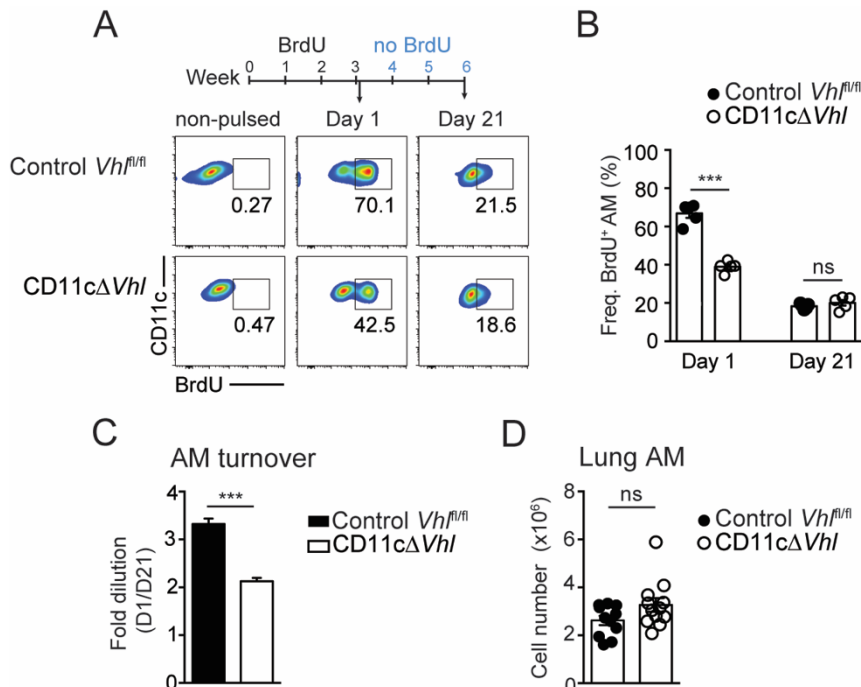 A
BrdU no BrdU
Week 0 1 2 3 4 5 6
non-pulsed Day 1 Day 21
Control Vhlfl/fl
0.27 70.1 21.5
CD11cΔVhl
0.47 42.5 18.6
CD11c
BrdU
B
Control Vhlfl/fl
CD11cΔVhl
Freq. BrdU+ AM (%)
100
80
60
40
20
0
***
ns
Day 1 Day 21
C
AM turnover
Fold dilution
(D1/D21)
4
3
2
1
0
***
Control Vhlfl/fl
CD11cΔVhl
D
Lung AM
Cell number (x10⁶)
8
6
4
2
0
ns
Control Vhlfl/fl
CD11cΔVhl